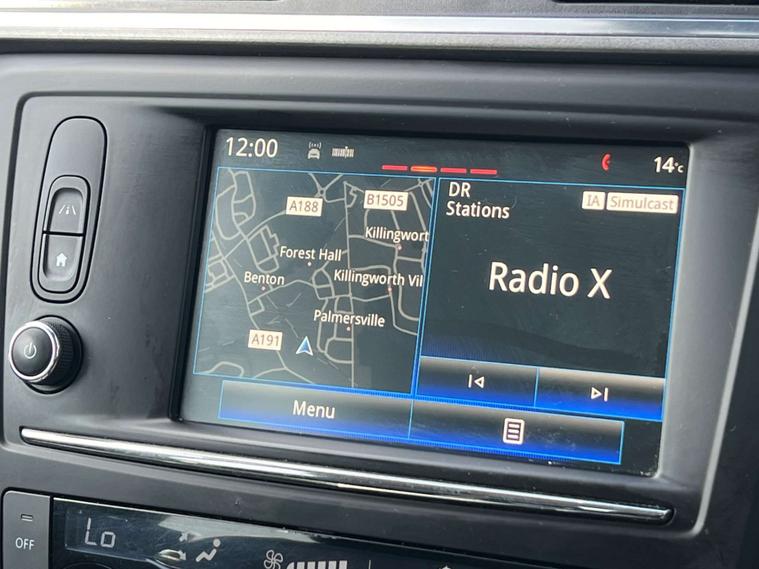 12:00
14°C
A188
B1505
Killingwort
Forest Hall
Benton
Killingworth Vil
Palmersville
A191
DR
Stations
IA Simulcast
Radio X
Menu
OFF
Lo